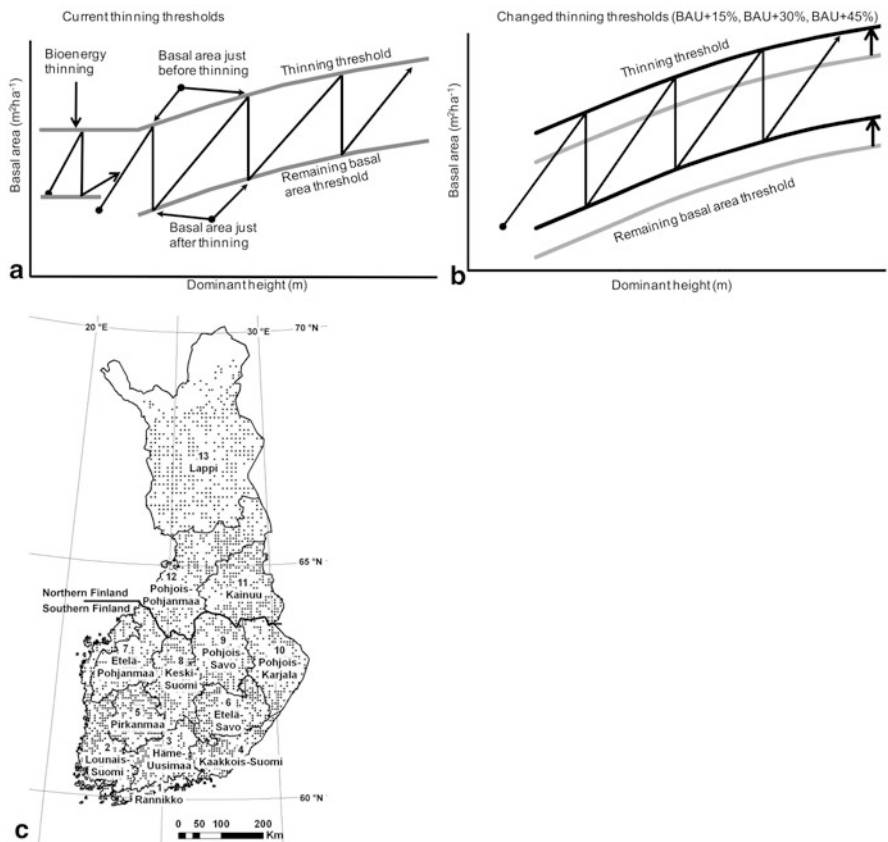 Current thinning thresholds
Bioenergy
thinning
Basal area just
before thinning
Thinning threshold
Remaining basal
area threshold
Basal area just
after thinning
Basal area (m²ha⁻¹)
Dominant height (m)
a
Changed thinning thresholds (BAU+15%, BAU+30%, BAU+45%)
Thinning threshold
Remaining basal area threshold
Basal area (m²ha⁻¹)
Dominant height (m)
b
20 °E
30 °E
70 °N
13
Lappi
65 °N
12
Pohjois-
Pohjanmaa
11
Kainuu
Northern Finland
Southern Finland
7
Etelä-
Pohjanmaa
8
Keski-
Suomi
9
Pohjois-
Savo
10
Pohjois-
Karjala
6
Etelä-
Savo
5
Pirkanmaa
2
Lounais-
Suomi
3
Häme-
Uusimaa
4
Kaakkois-Suomi
1
Rannikko
60 °N
0 50 100 200
Km
c